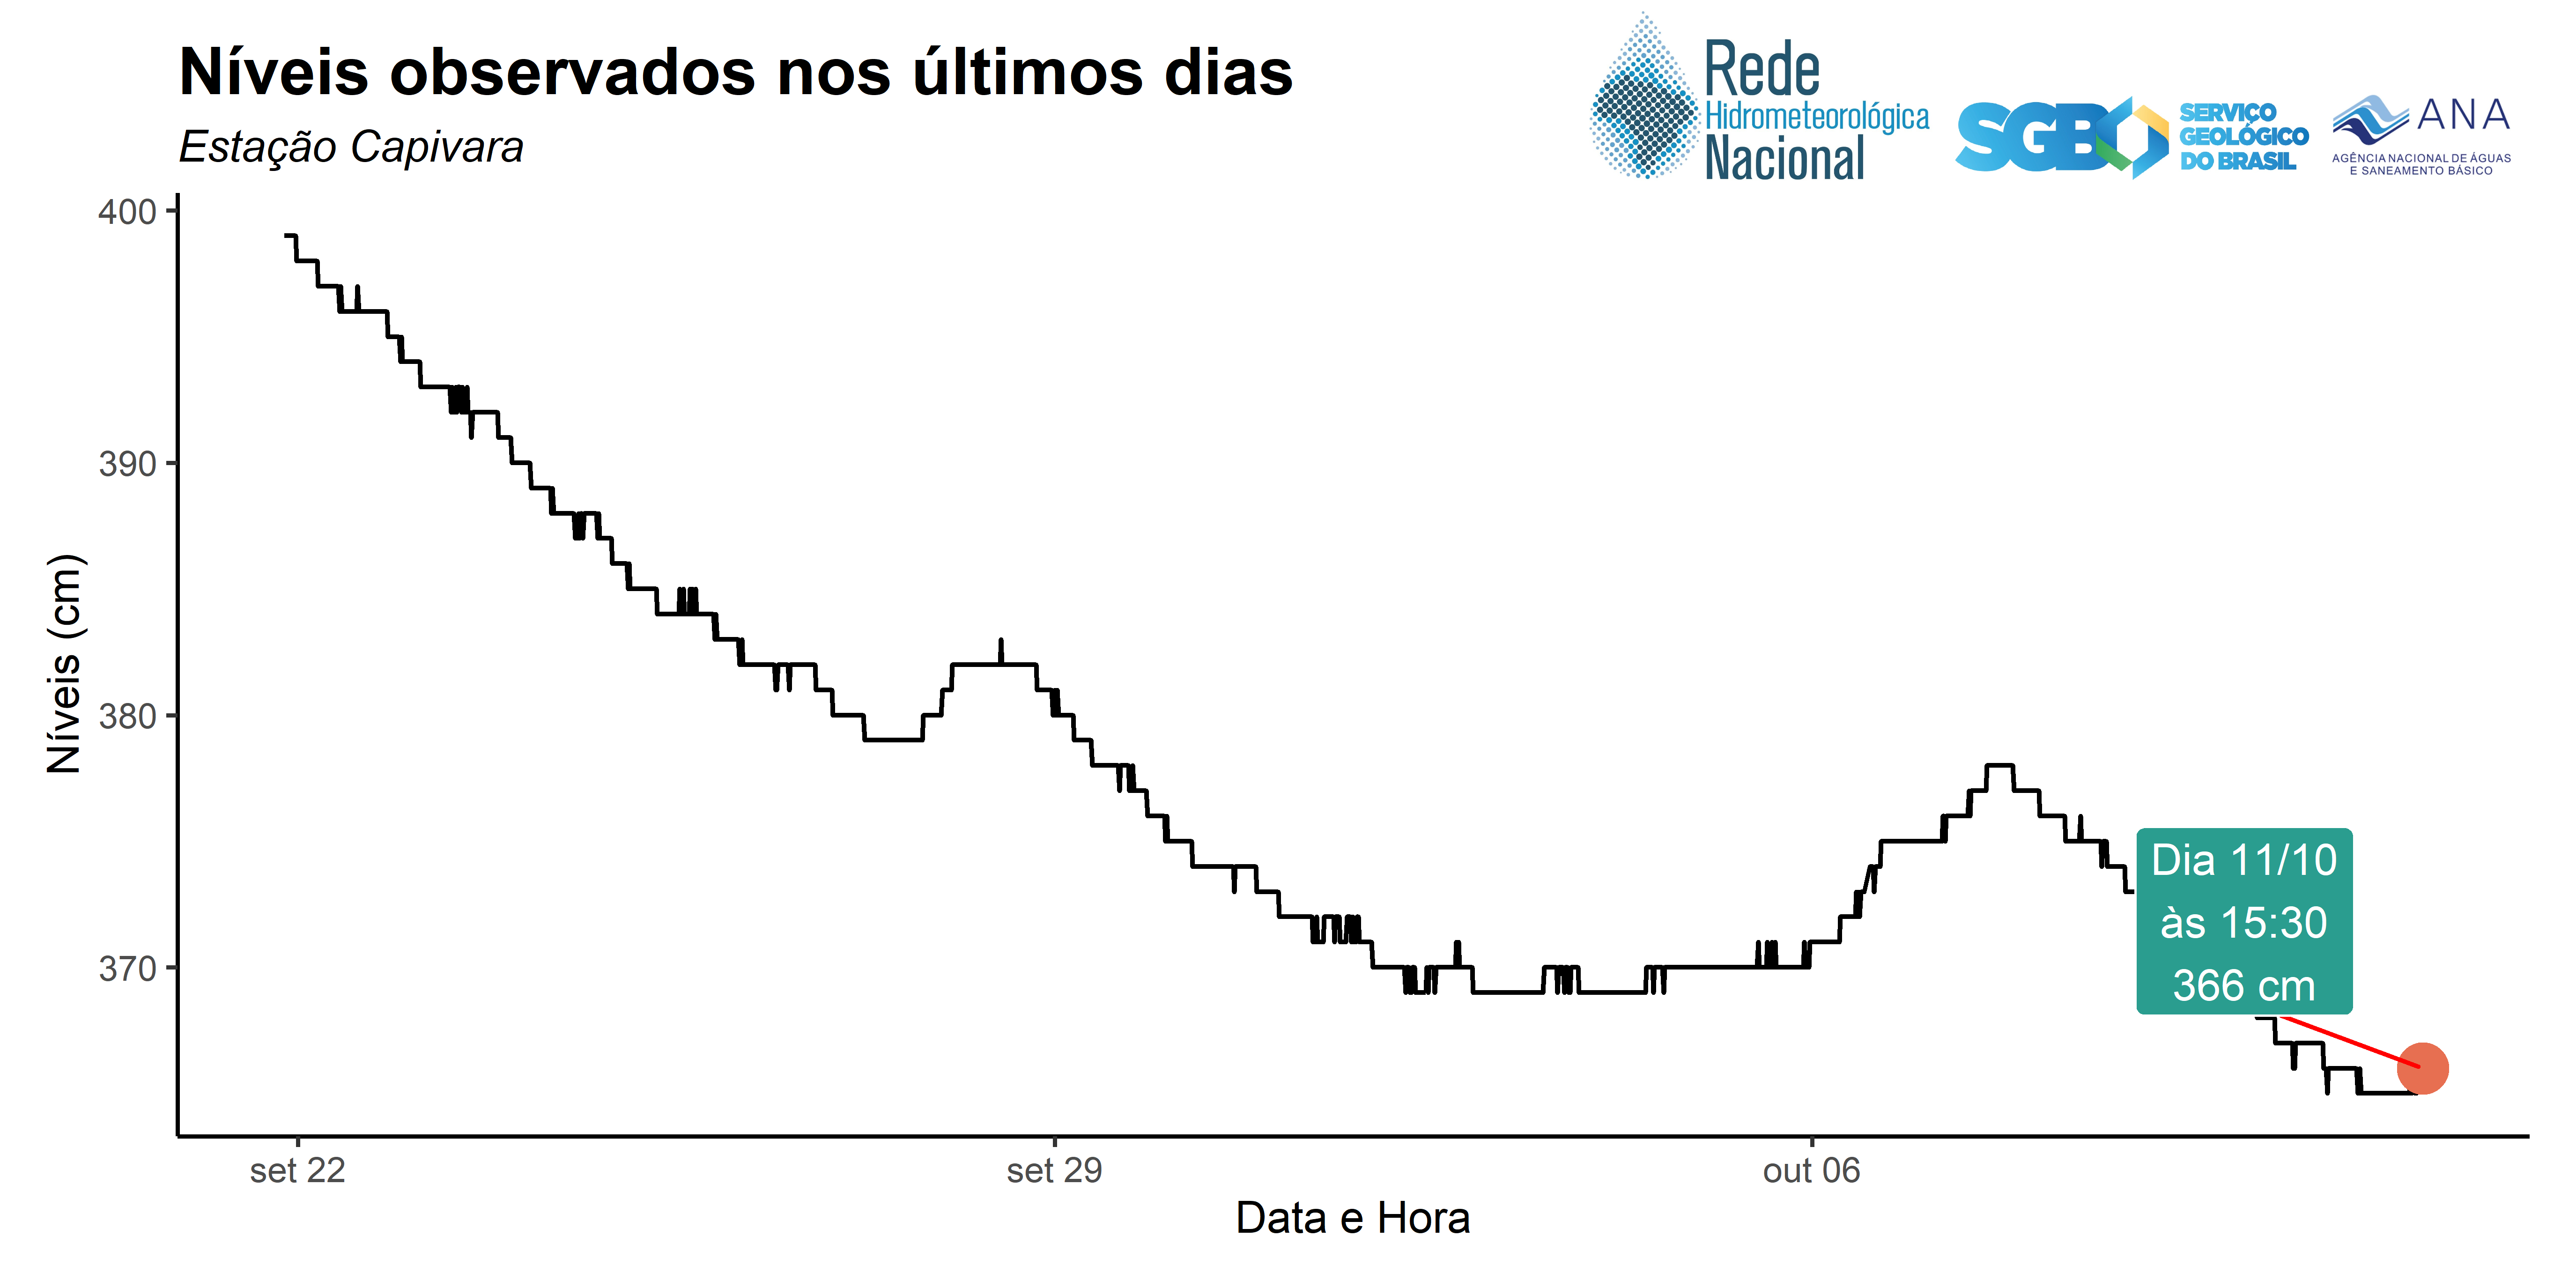 Níveis observados nos últimos dias
Estação Capivara
Rede
Hidrometeorológica
Nacional
SGB
SERVIÇO
GEOLÓGICO
DO BRASIL
ANA
AGÊNCIA NACIONAL DE ÁGUAS
E SANEAMENTO BÁSICO
Níveis (cm)
400
390
380
370
Dia 11/10
às 15:30
366 cm
set 22
set 29
out 06
Data e Hora